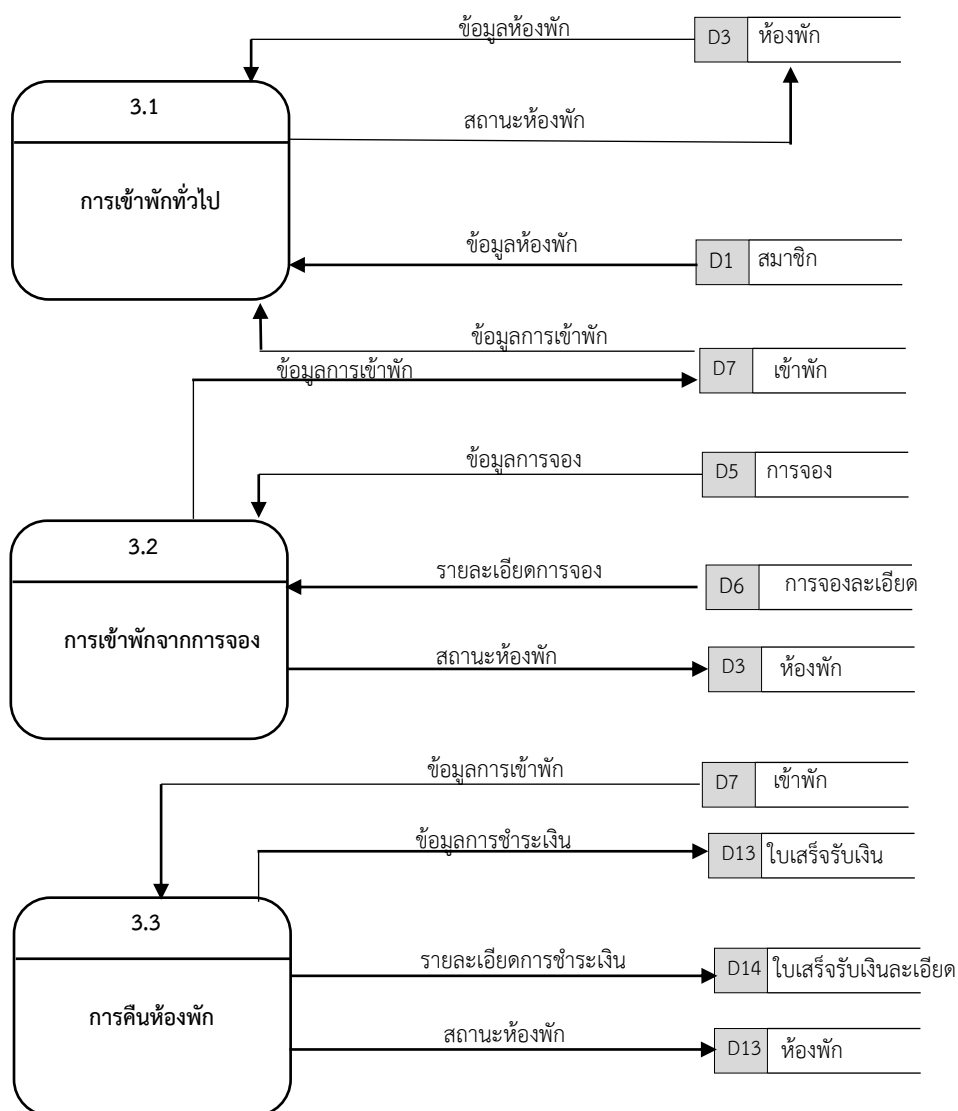 ข้อมูลห้องพัก
D3 ห้องพัก
3.1
สถานะห้องพัก
การเข้าพักทั่วไป
ข้อมูลห้องพัก
D1 สมาชิก
ข้อมูลการเข้าพัก
ข้อมูลการเข้าพัก
D7 เข้าพัก
ข้อมูลการจอง
D5 การจอง
3.2
รายละเอียดการจอง
D6 การจองละเอียด
การเข้าพักจากการจอง
สถานะห้องพัก
D3 ห้องพัก
ข้อมูลการเข้าพัก
D7 เข้าพัก
ข้อมูลการชำระเงิน
D13 ใบเสร็จรับเงิน
3.3
รายละเอียดการชำระเงิน
D14 ใบเสร็จรับเงินละเอียด
การคืนห้องพัก
สถานะห้องพัก
D13 ห้องพัก